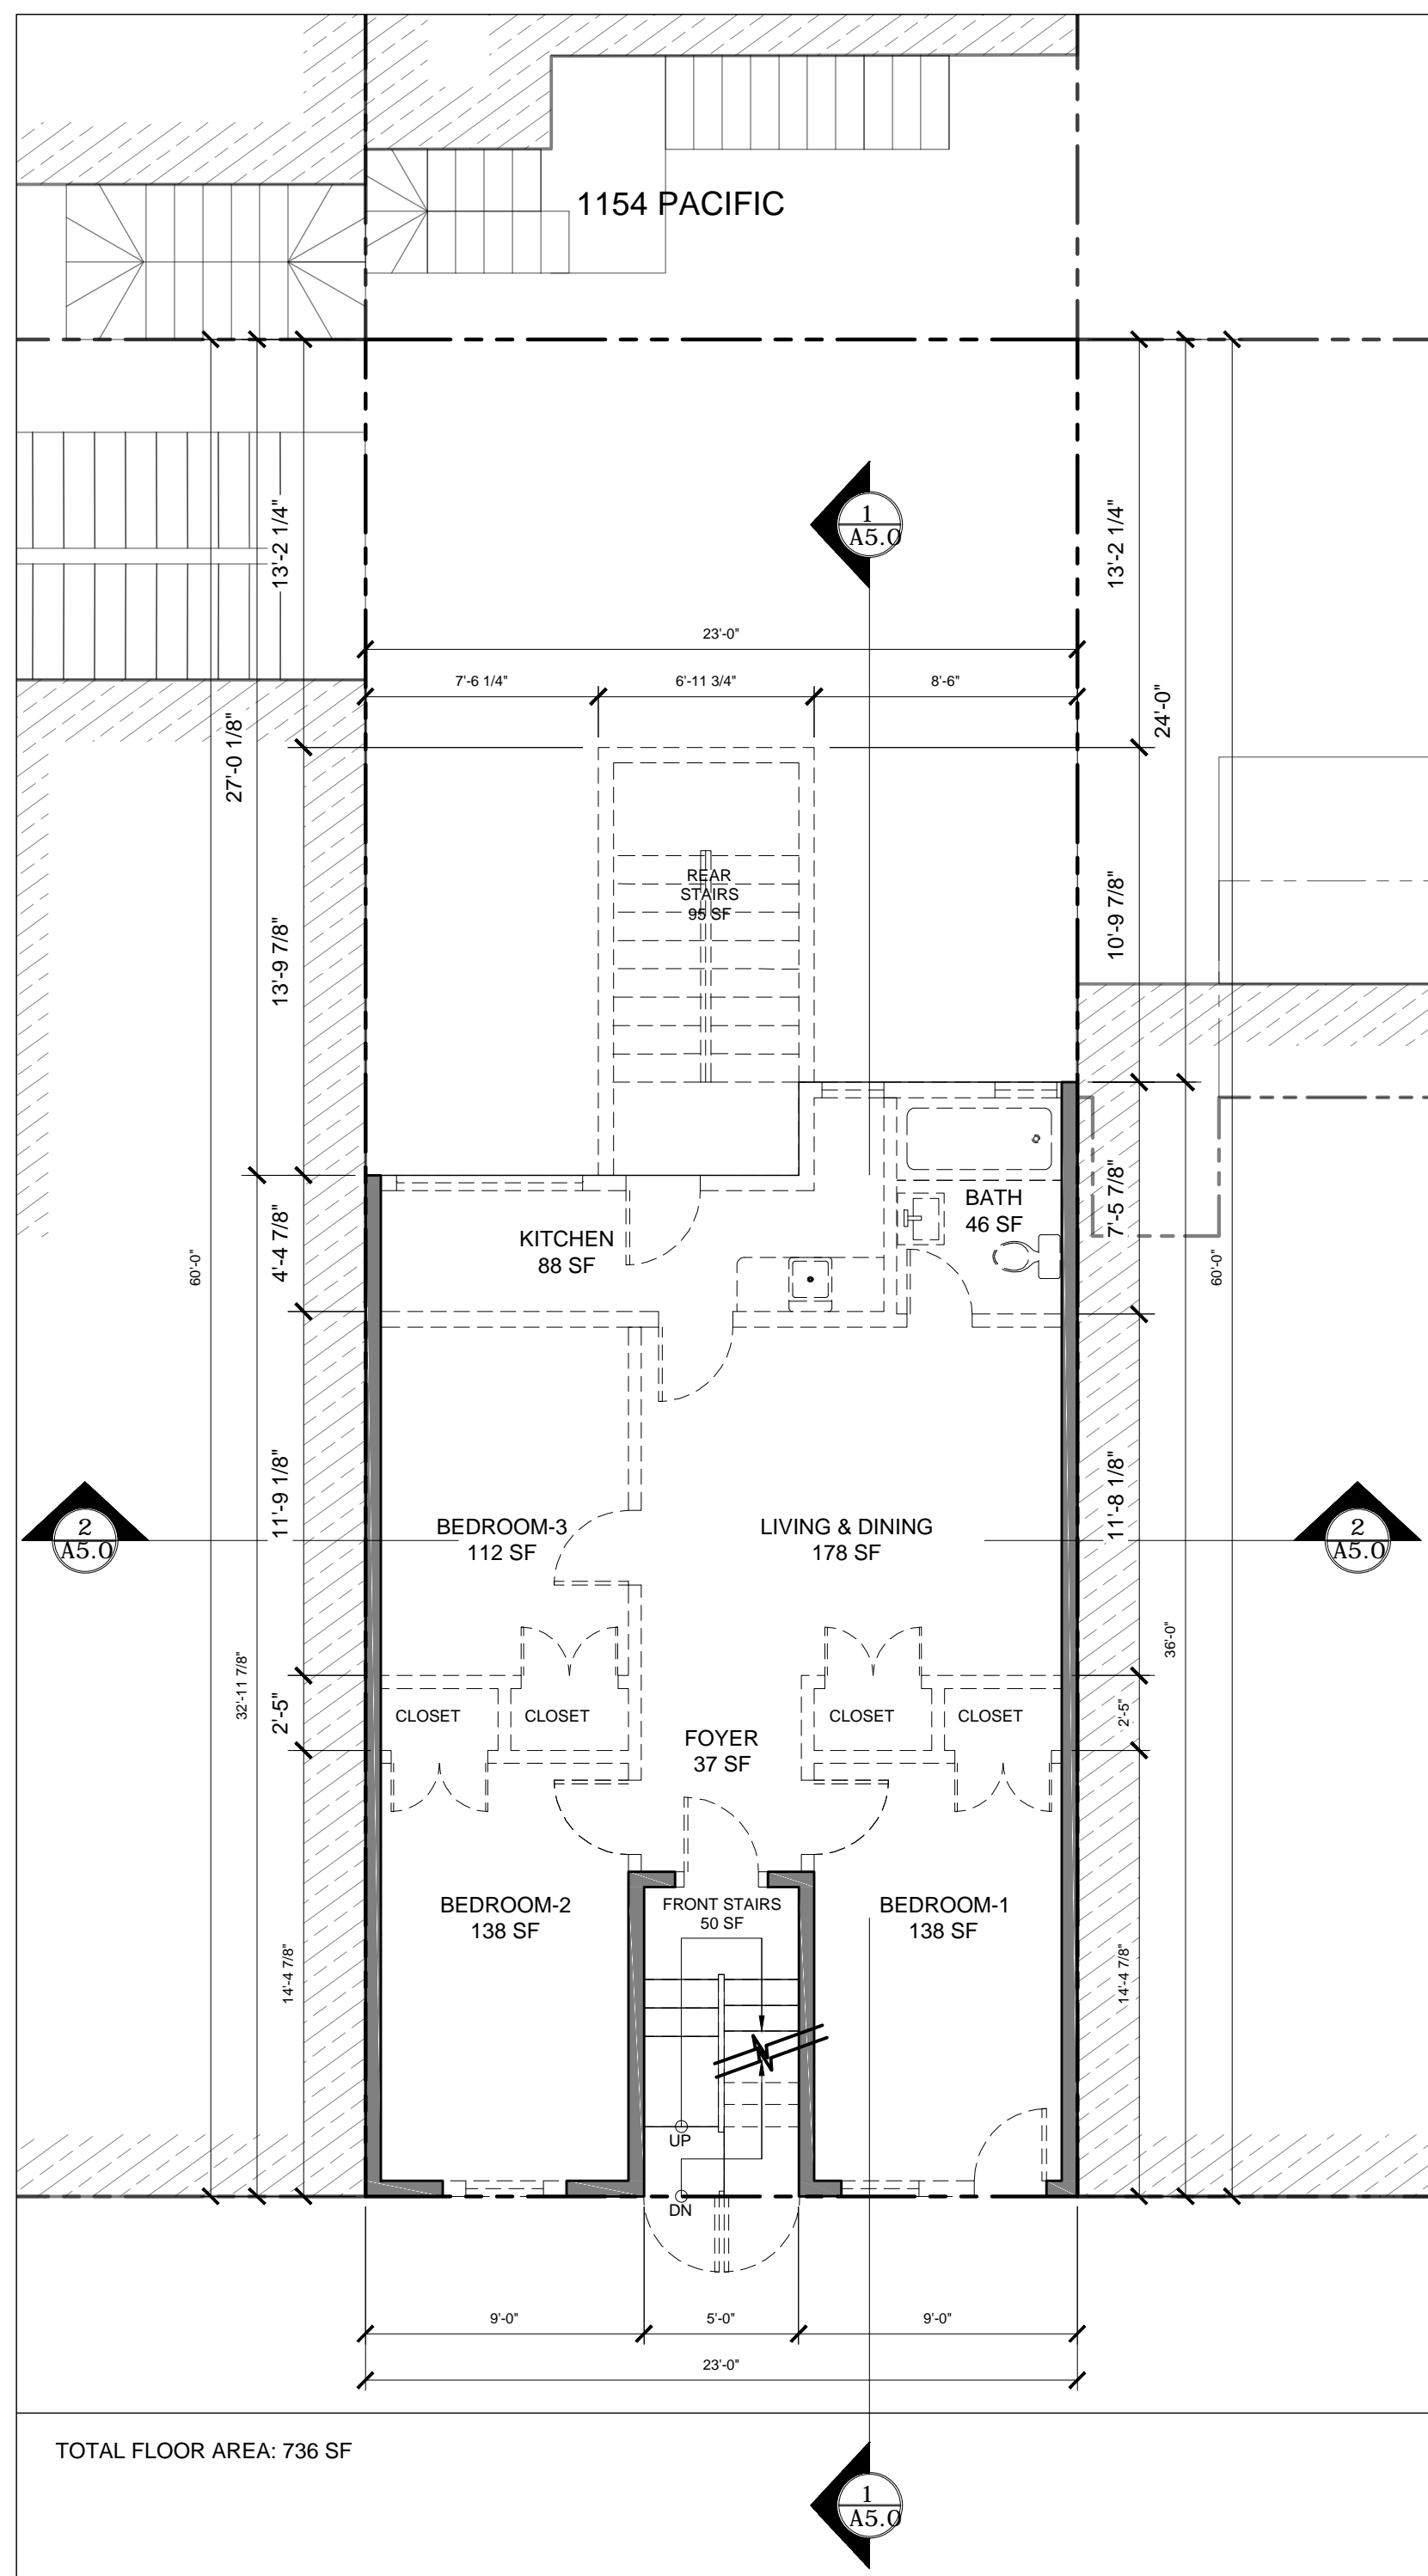 1154 PACIFIC
1
A5.0
13'-2 1/4"
13'-2 1/4"
23'-0"
7'-6 1/4"
6'-11 3/4"
8'-6"
24'-0"
27'-0 1/8"
REAR
STAIRS
95 SF
10'-9 7/8"
13'-9 7/8"
BATH
46 SF
7'-5 7/8"
KITCHEN
88 SF
4'-4 7/8"
60'-0"
60'-0"
11'-9 1/8"
11'-8 1/8"
2
A5.0
BEDROOM-3
112 SF
LIVING & DINING
178 SF
2
A5.0
36'-0"
32'-11 7/8"
2'-5"
2'-5"
CLOSET
CLOSET
CLOSET
CLOSET
FOYER
37 SF
BEDROOM-2
138 SF
FRONT STAIRS
50 SF
BEDROOM-1
138 SF
14'-4 7/8"
14'-4 7/8"
UP
DN
9'-0"
5'-0"
9'-0"
23'-0"
TOTAL FLOOR AREA: 736 SF
1
A5.0